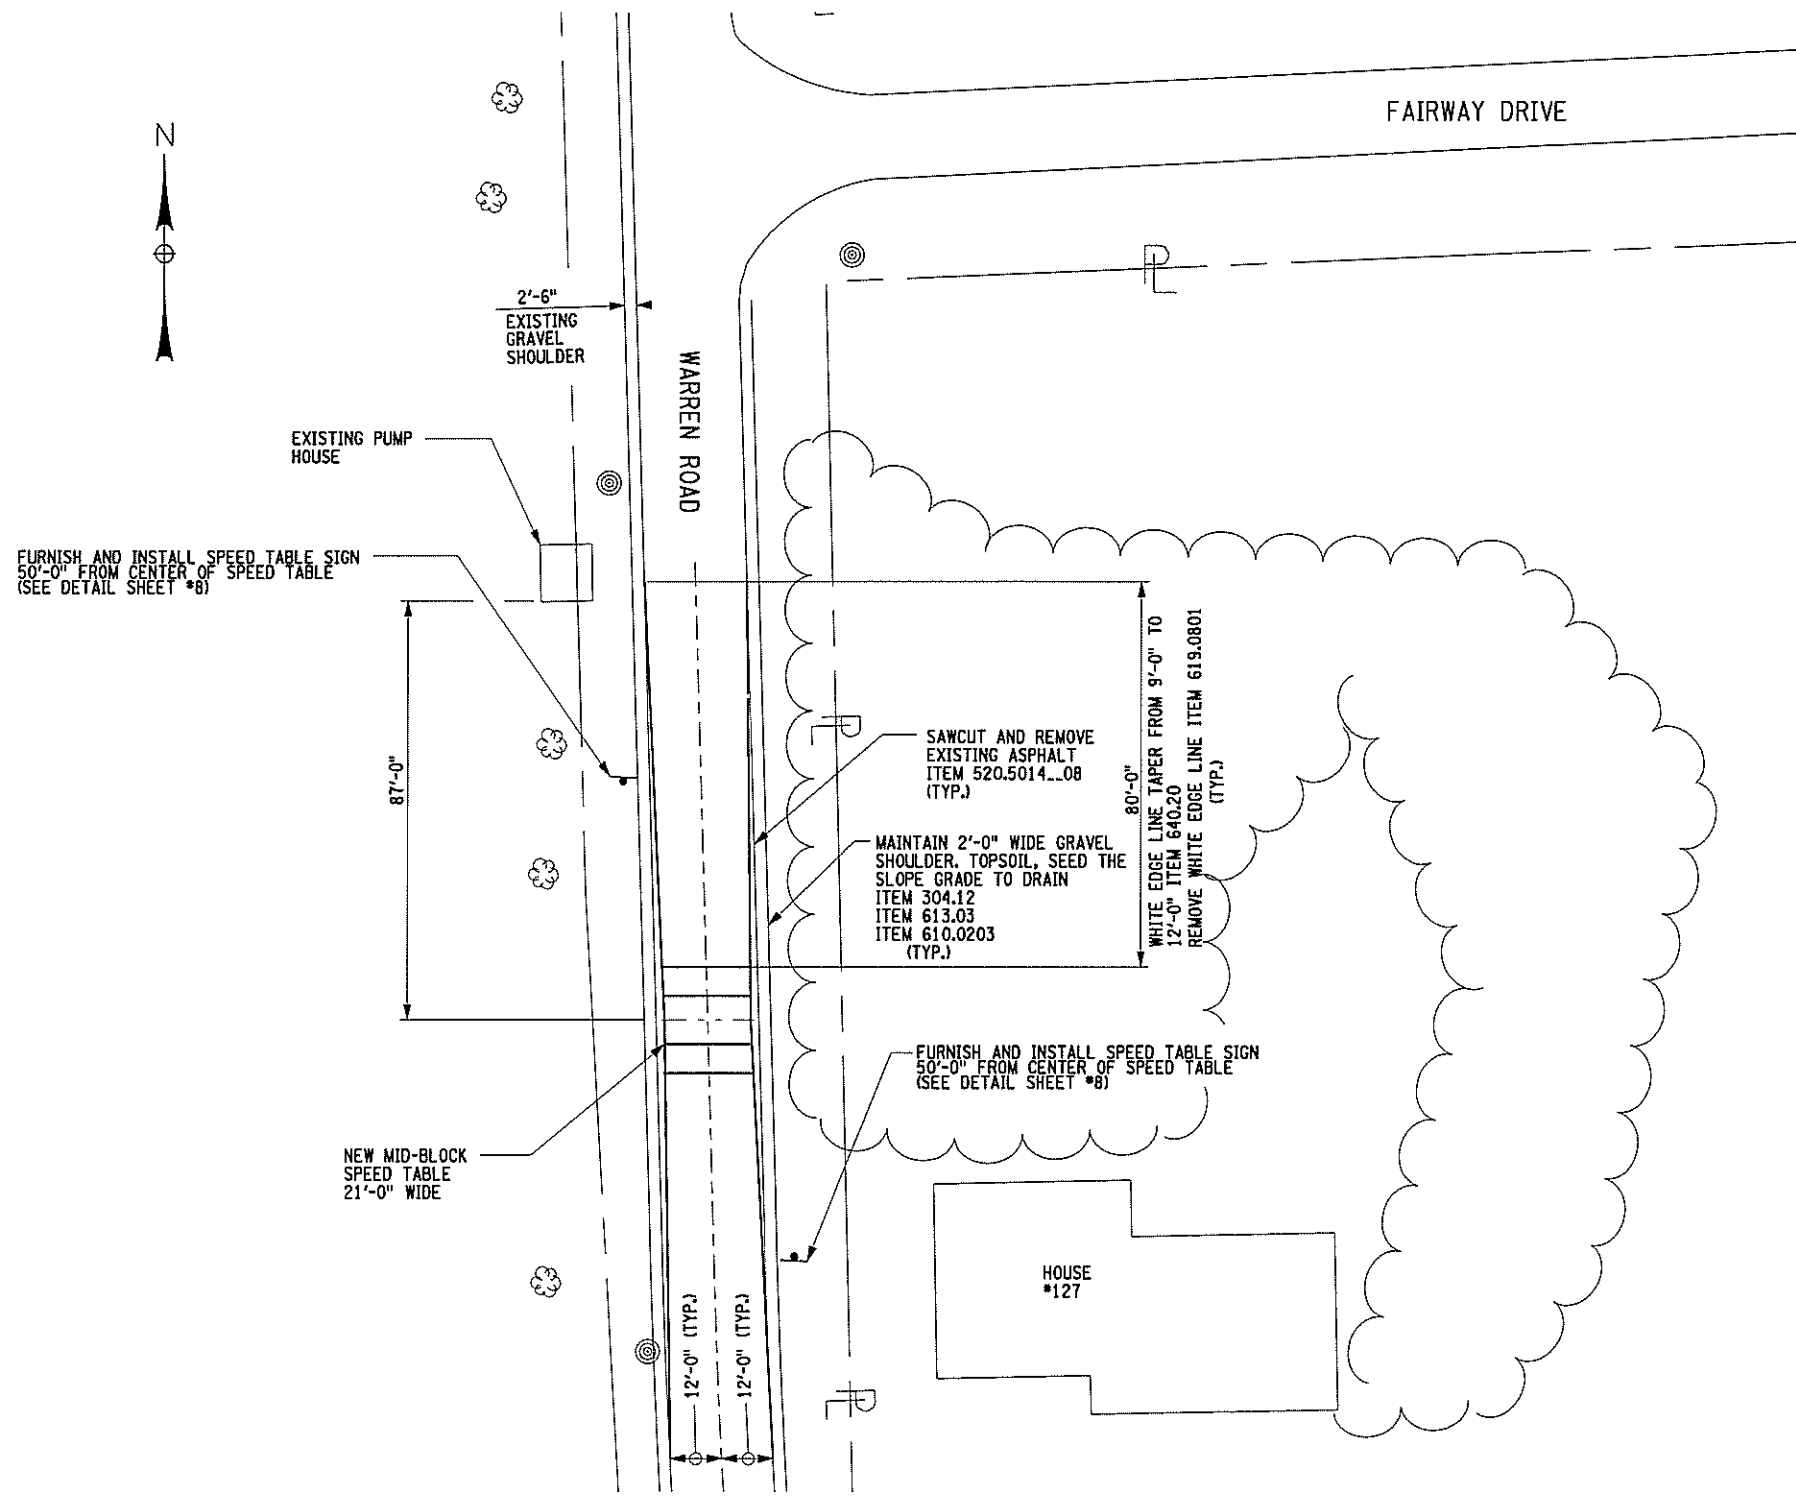 FAIRWAY DRIVE
N
2'-6"
EXISTING
GRAVEL
SHOULDER
WARREN ROAD
EXISTING PUMP
HOUSE
FURNISH AND INSTALL SPEED TABLE SIGN
50'-0" FROM CENTER OF SPEED TABLE
(SEE DETAIL SHEET #8)
87'-0"
PL
PL
SAWCUT AND REMOVE
EXISTING ASPHALT
ITEM 520.5014__08
(TYP.)
MAINTAIN 2'-0" WIDE GRAVEL
SHOULDER. TOPSOIL, SEED THE
SLOPE GRADE TO DRAIN
ITEM 304.12
ITEM 613.03
ITEM 610.0203
(TYP.)
80'-0"
WHITE EDGE LINE TAPER FROM 9'-0" TO
12'-0" ITEM 640.20
REMOVE WHITE EDGE LINE ITEM 619.0801
(TYP.)
FURNISH AND INSTALL SPEED TABLE SIGN
50'-0" FROM CENTER OF SPEED TABLE
(SEE DETAIL SHEET #8)
NEW MID-BLOCK
SPEED TABLE
21'-0" WIDE
HOUSE
#127
12'-0" (TYP.)
12'-0" (TYP.)
PL